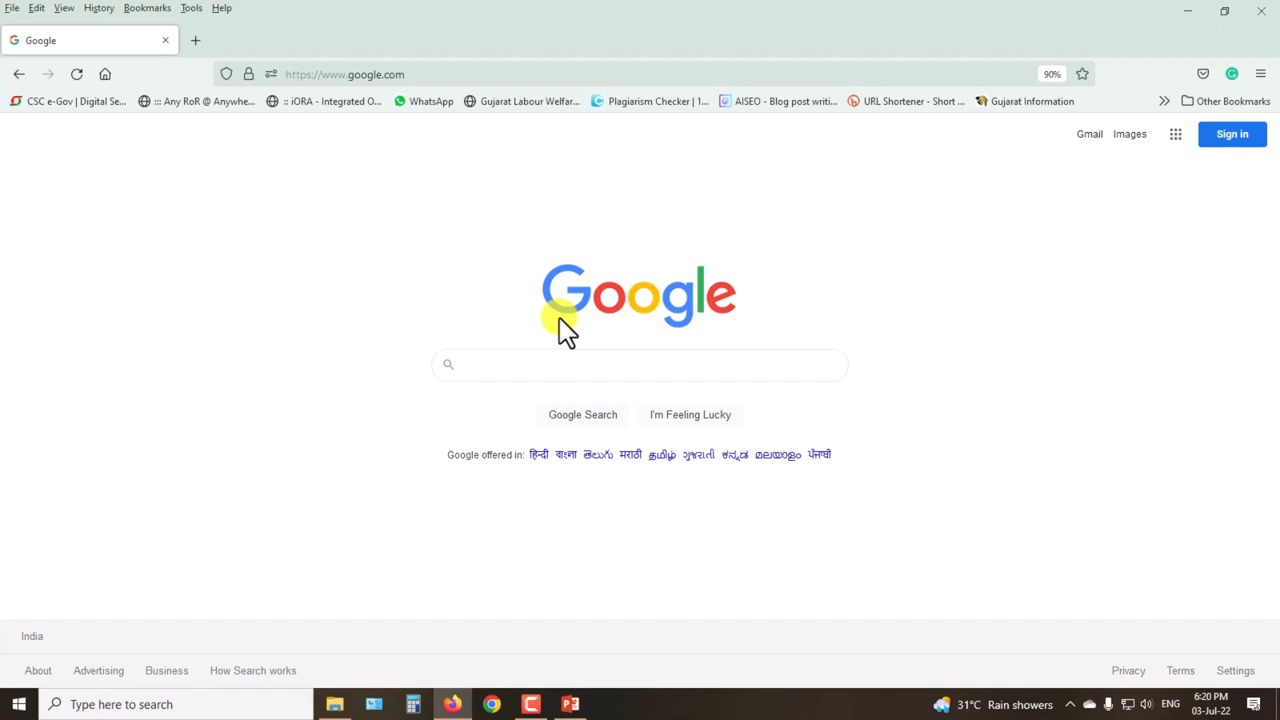 File Edit View History Bookmarks Tools Help
Google
https://www.google.com 90%
CSC e-Gov | Digital Se... ::: Any RoR @ Anywhe... :: iORA - Integrated O... WhatsApp Gujarat Labour Welfar... Plagiarism Checker | 1... AISEO - Blog post writi... URL Shortener - Short ... Gujarat Information Other Bookmarks
Gmail Images Sign in
Google
Google Search I'm Feeling Lucky
Google offered in: हिन्दी বাংলা తెలుగు मराठी தமிழ் ગુજરાતી ಕನ್ನಡ മലയാളം ਪੰਜਾਬੀ
India
About Advertising Business How Search works Privacy Terms Settings
Type here to search 31°C Rain showers ENG 6:20 PM
03-Jul-22